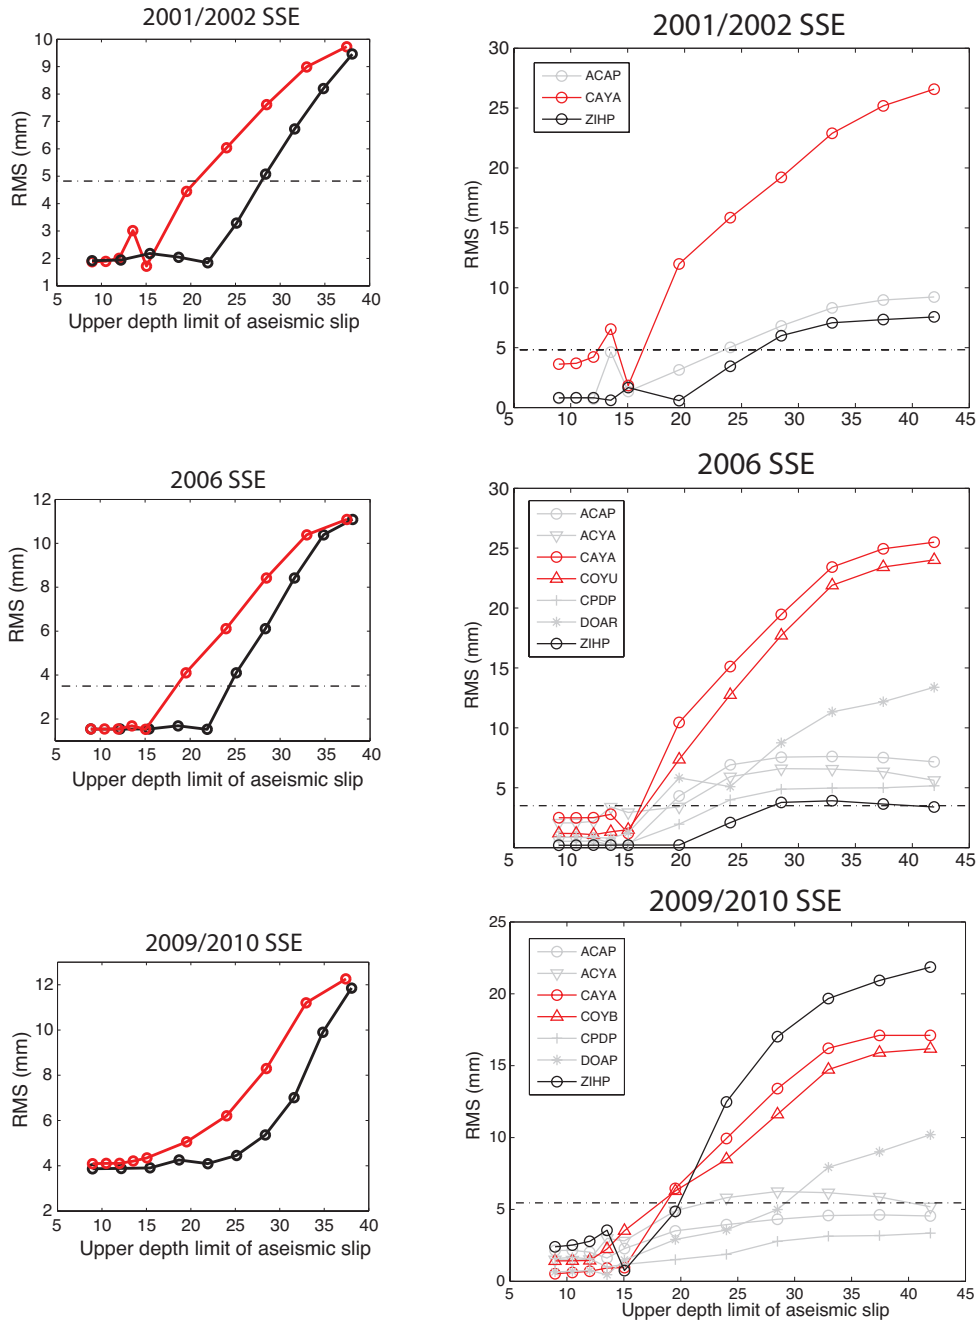 2001/2002 SSE
10
9
8
7
6
5
4
3
2
1
RMS (mm)
5 10 15 20 25 30 35 40
Upper depth limit of aseismic slip
2001/2002 SSE
ACAP
CAYA
ZIHP
30
25
20
15
10
5
0
RMS (mm)
5 10 15 20 25 30 35 40 45
2006 SSE
12
10
8
6
4
2
RMS (mm)
5 10 15 20 25 30 35 40
Upper depth limit of aseismic slip
2006 SSE
ACAP
ACYA
CAYA
COYU
CPDP
DOAR
ZIHP
30
25
20
15
10
5
RMS (mm)
5 10 15 20 25 30 35 40 45
2009/2010 SSE
12
10
8
6
4
2
RMS (mm)
5 10 15 20 25 30 35 40
Upper depth limit of aseismic slip
2009/2010 SSE
ACAP
ACYA
CAYA
COYB
CPDP
DOAP
ZIHP
25
20
15
10
5
0
RMS (mm)
5 10 15 20 25 30 35 40 45
Upper depth limit of aseismic slip